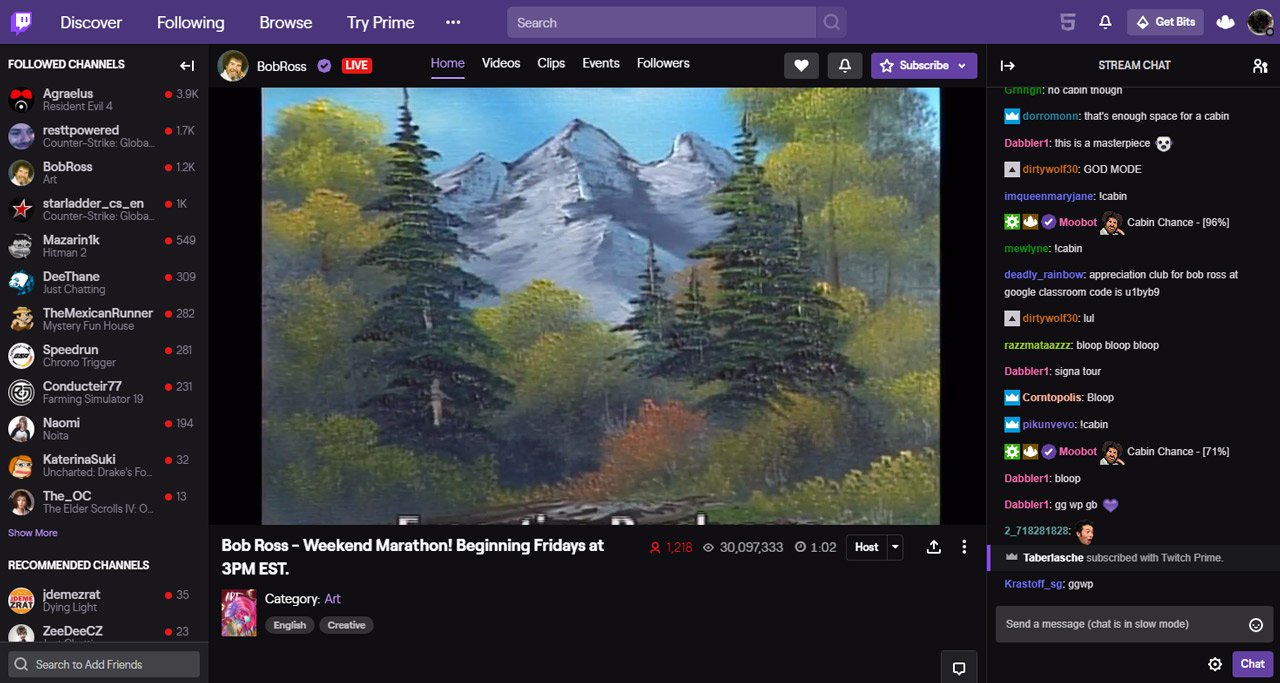 Discover Following Browse Try Prime ••• Search Get Bits
FOLLOWED CHANNELS
Agraelus 3.9K
Resident Evil 4
resttpowered 1.7K
Counter-Strike: Globa...
BobRoss 1.2K
Art
starladder_cs_en 1K
Counter-Strike: Globa...
Mazarin1k 549
Hitman 2
DeeThane 309
Just Chatting
TheMexicanRunner 282
Mystery Fun House
Speedrun 281
Chrono Trigger
Conducteir77 231
Farming Simulator 19
Naomi 194
Noita
KaterinaSuki 32
Uncharted: Drake's Fo...
The_OC 13
The Elder Scrolls IV: O...
Show More
RECOMMENDED CHANNELS
jdemezrat 35
Dying Light
ZeeDeeCZ 23
Just Chatting
Search to Add Friends
BobRoss LIVE Home Videos Clips Events Followers Subscribe
Bob Ross - Weekend Marathon! Beginning Fridays at
3PM EST.
1,218 30,097,333 1:02 Host
Category: Art
English Creative
STREAM CHAT
Grfingn: no cabin though
dorromonn: that's enough space for a cabin
Dabbler1: this is a masterpiece
dirtywolf30: GOD MODE
imqueenmaryjane: !cabin
Moobot Cabin Chance - [96%]
mewlyne: !cabin
deadly_rainbow: appreciation club for bob ross at
google classroom code is u1byb9
dirtywolf30: lul
razzmataazzz: bloop bloop bloop
Dabbler1: signa tour
Corntopolis: Bloop
pikunvevo: !cabin
Moobot Cabin Chance - [71%]
Dabbler1: bloop
Dabbler1: gg wp gb
2_718281828:
Taberlasche subscribed with Twitch Prime.
Krastoff_sg: ggwp
Send a message (chat is in slow mode)
Chat